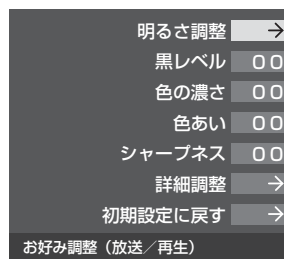 明るさ調整 →
黒レベル 00
色の濃さ 00
色あい 00
シャープネス 00
詳細調整 →
初期設定に戻す →
お好み調整（放送／再生）